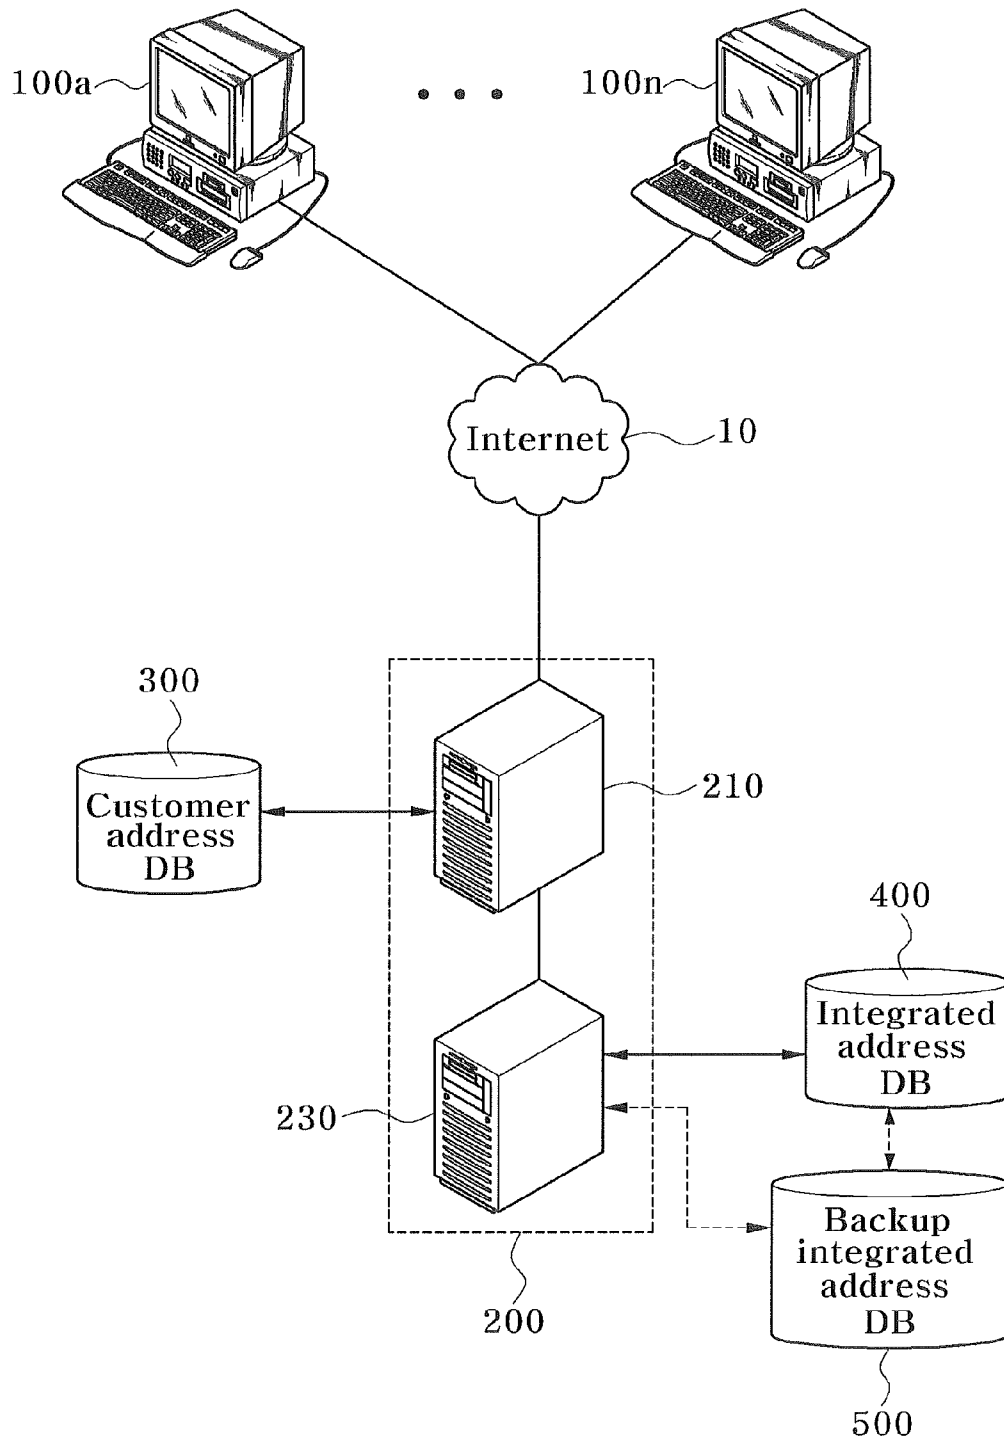 100a
100n
Internet
10
300
Customer
address
DB
210
400
Integrated
address
DB
230
Backup
integrated
address
DB
200
500